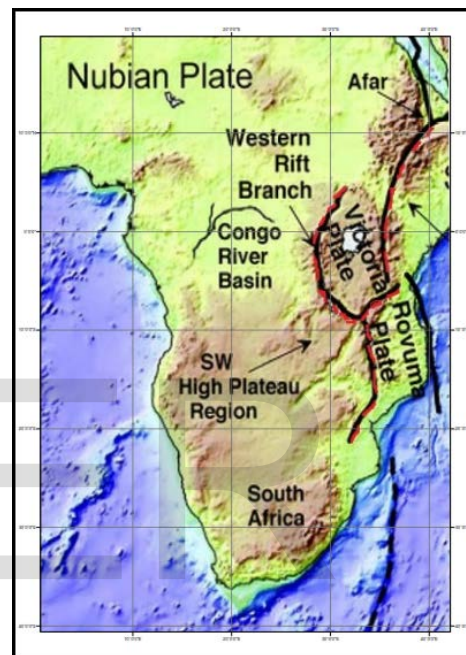 Nubian Plate
Afar
Western
Rift
Branch
Victoria
Plate
Congo
River
Basin
Rovuma
Plate
SW
High Plateau
Region
South
Africa